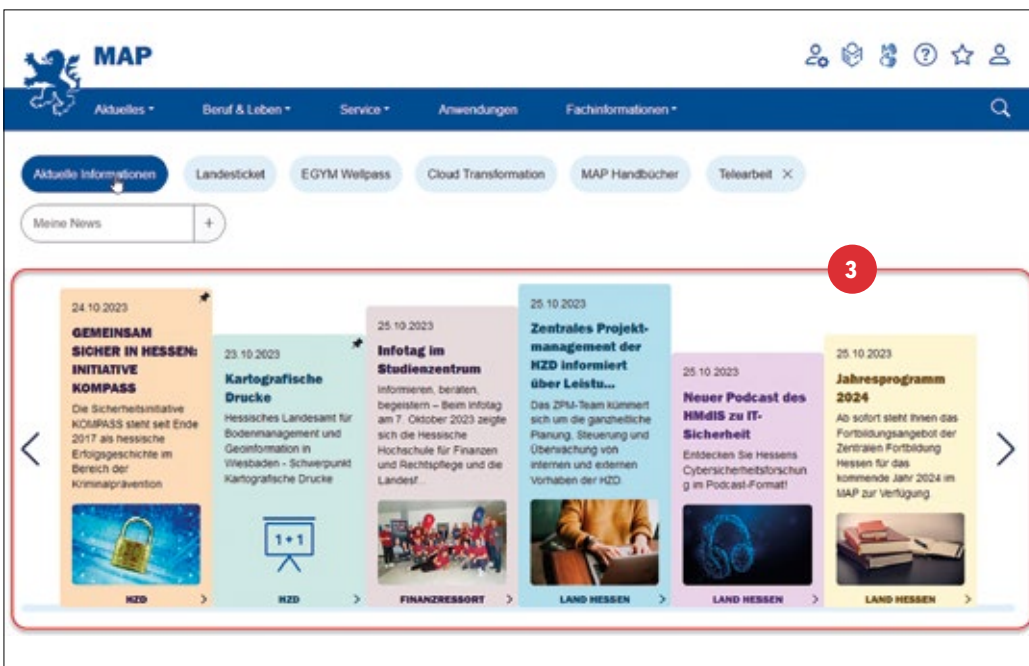 MAP
Aktuelles
Beruf & Leben
Service
Anwendungen
Fachinformationen
Aktuelle Informationen
Landesticket
EGYM Wellpass
Cloud Transformation
MAP Handbücher
Telearbeit ×
Meine News +
3
24.10.2023
GEMEINSAM
SICHER IN HESSEN:
INITIATIVE
KOMPASS
Die Sicherheitsinitiative
KOMPASS steht seit Ende
2017 als hessische
Erfolgsgeschichte im
Bereich der
Kriminalprävention
HZD
23.10.2023
Kartografische
Drucke
Hessisches Landesamt für
Bodenmanagement und
Geoinformation in
Wiesbaden - Schwerpunkt
Kartografische Drucke
1+1
HZD
25.10.2023
Infotag im
Studienzentrum
Informieren, beraten,
begeistern – Beim Infotag
am 7. Oktober 2023 zeigte
sich die Hessische
Hochschule für Finanzen
und Rechtspflege und die
Landesf...
FINANZRESSORT
25.10.2023
Zentrales Projekt-
management der
HZD informiert
über Leistu...
Das ZPM-Team kümmert
sich um die ganzheitliche
Planung, Steuerung und
Überwachung von
internen und externen
Vorhaben der HZD.
LAND HESSEN
25.10.2023
Neuer Podcast des
HMdIS zu IT-
Sicherheit
Entdecken Sie Hessens
Cybersicherheitsforschun
g im Podcast-Format!
LAND HESSEN
25.10.2023
Jahresprogramm
2024
Ab sofort steht Ihnen das
Fortbildungsangebot der
Zentralen Fortbildung
Hessen für das
kommende Jahr 2024 im
MAP zur Verfügung.
LAND HESSEN